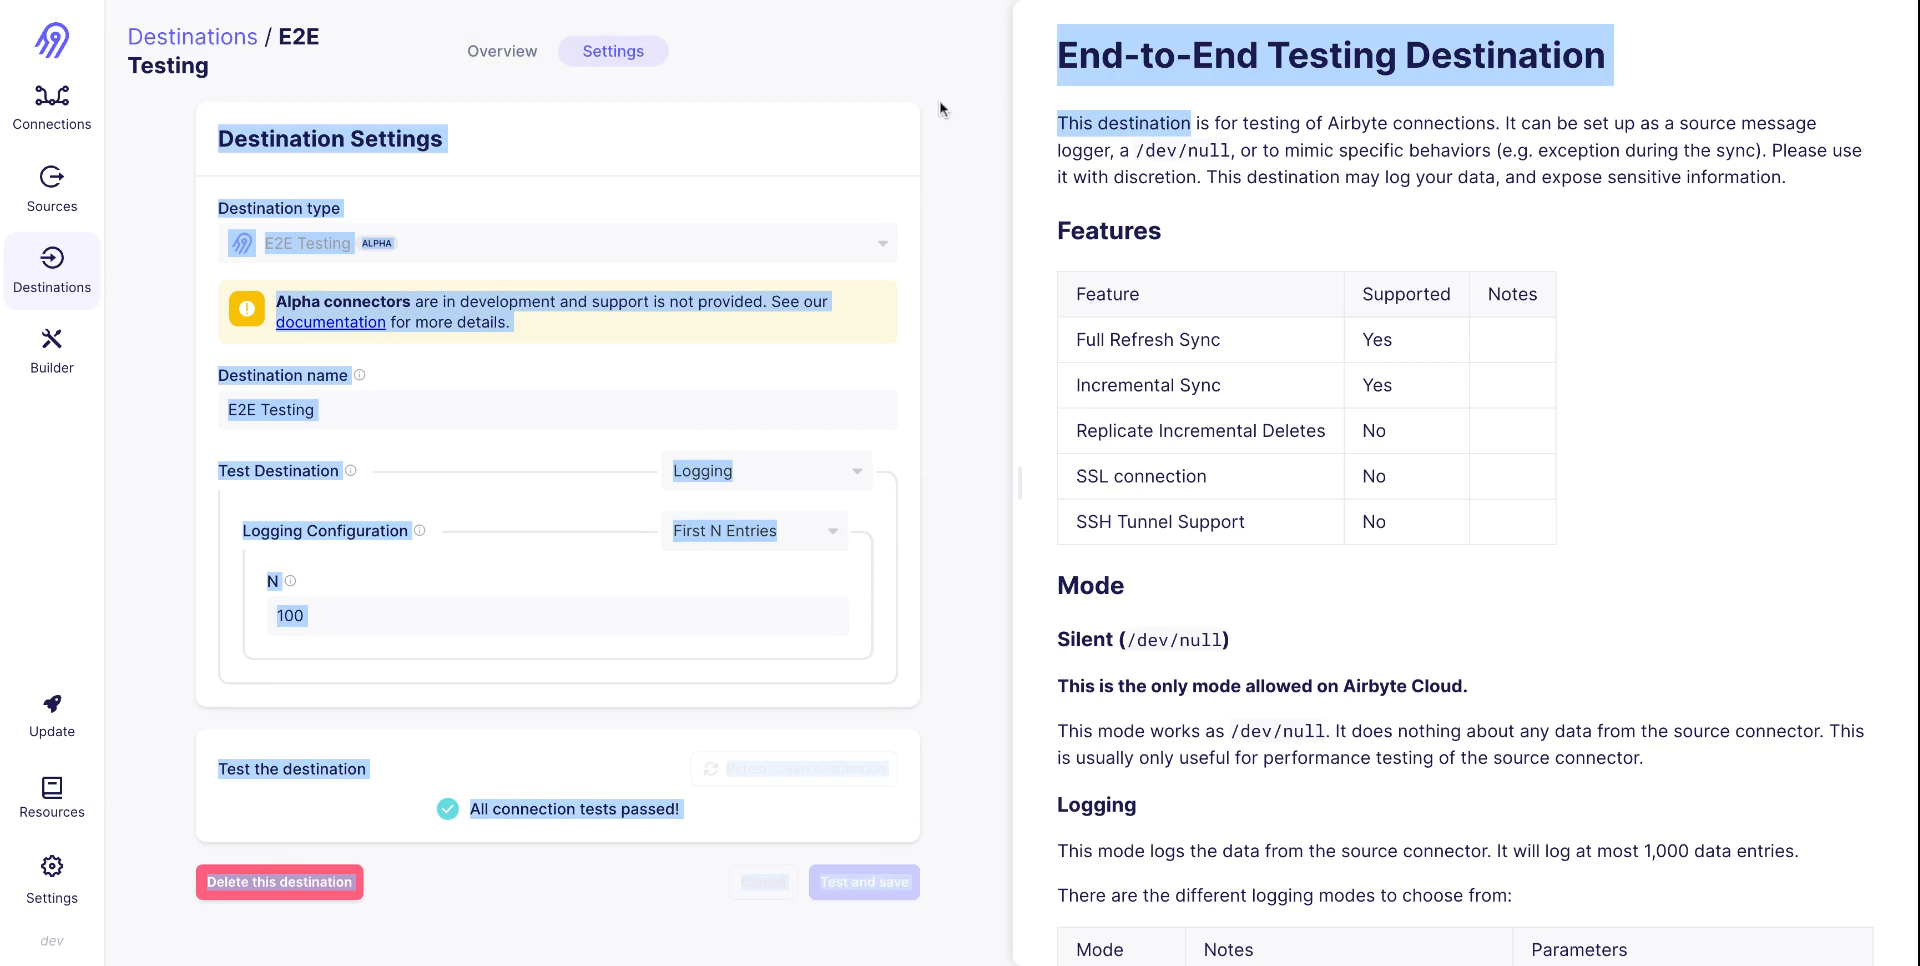 Connections
Sources
Destinations
Builder
Update
Resources
Settings
dev
Destinations / E2E
Testing
Overview
Settings
Destination Settings
Destination type
E2E Testing ALPHA
Alpha connectors are in development and support is not provided. See our
documentation for more details.
Destination name
E2E Testing
Test Destination
Logging
Logging Configuration
First N Entries
N
100
Test the destination
All connection tests passed!
Delete this destination
Cancel
Test and save
End-to-End Testing Destination
This destination is for testing of Airbyte connections. It can be set up as a source message
logger, a /dev/null, or to mimic specific behaviors (e.g. exception during the sync). Please use
it with discretion. This destination may log your data, and expose sensitive information.
Features
Feature Supported Notes
Full Refresh Sync Yes
Incremental Sync Yes
Replicate Incremental Deletes No
SSL connection No
SSH Tunnel Support No
Mode
Silent (/dev/null)
This is the only mode allowed on Airbyte Cloud.
This mode works as /dev/null. It does nothing about any data from the source connector. This
is usually only useful for performance testing of the source connector.
Logging
This mode logs the data from the source connector. It will log at most 1,000 data entries.
There are the different logging modes to choose from:
Mode Notes Parameters